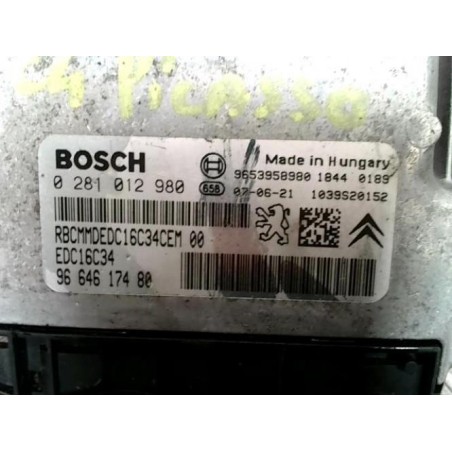 C4 Picasso
BOSCH
Made in Hungary
9653958980 1844 0189
0 281 012 980 656 07-06-21 1039S20152
RBCMMDEDC16C34CEM 00
EDC16C34
96 646 174 80